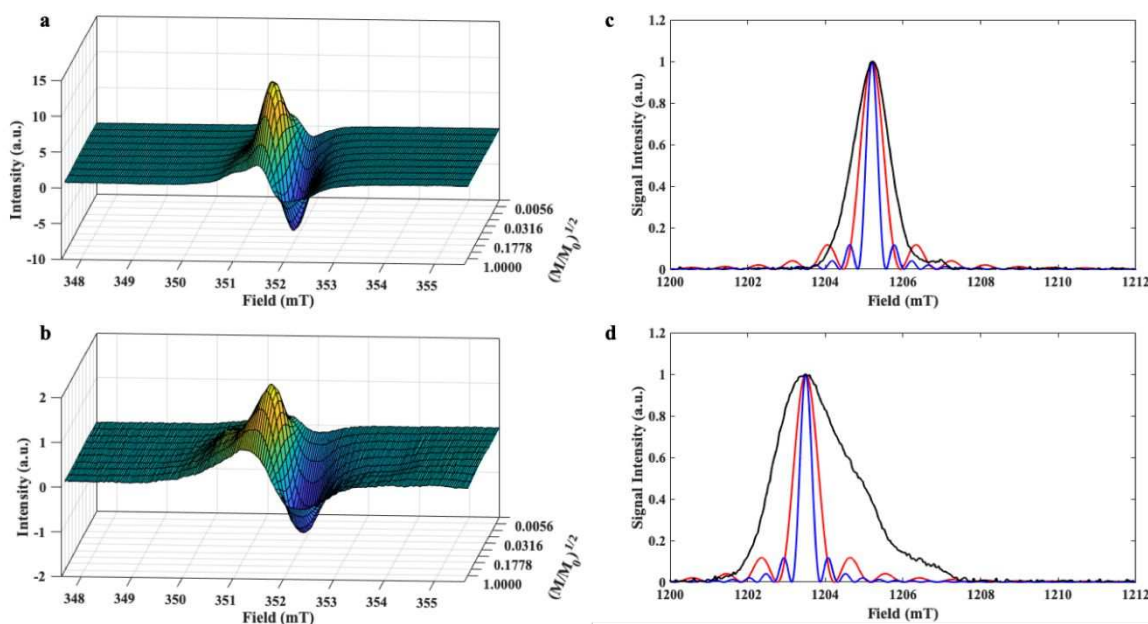 a
15
10
5
0
-5
-10
Intensity (a.u.)
348 349 350 351 352 353 354 355
Field (mT)
0.0056
0.0316
0.1778
1.0000
(M/M0) 1/2
c
1.2
1
0.8
0.6
0.4
0.2
0
Signal Intensity (a.u.)
1200 1202 1204 1206 1208 1210 1212
Field (mT)
b
2
1
0
-1
-2
Intensity (a.u.)
348 349 350 351 352 353 354 355
Field (mT)
0.0056
0.0316
0.1778
1.0000
(M/M0) 1/2
d
1.2
1
0.8
0.6
0.4
0.2
0
Signal Intensity (a.u.)
1200 1202 1204 1206 1208 1210 1212
Field (mT)